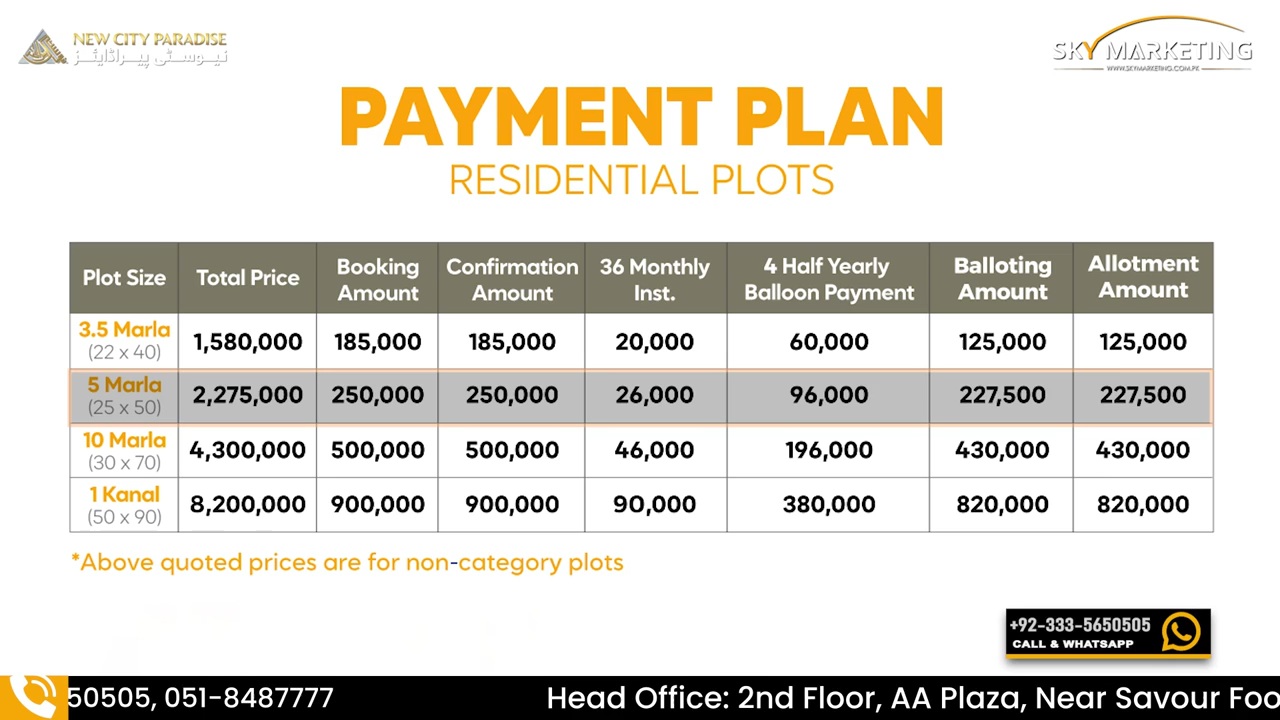 NEW CITY PARADISE
نیو سٹی پیراڈائیز
SKY MARKETING
WWW.SKYMARKETING.COM.PK
PAYMENT PLAN
RESIDENTIAL PLOTS
Plot Size Total Price Booking Amount Confirmation Amount 36 Monthly Inst. 4 Half Yearly Balloon Payment Balloting Amount Allotment Amount
3.5 Marla (22 x 40) 1,580,000 185,000 185,000 20,000 60,000 125,000 125,000
5 Marla (25 x 50) 2,275,000 250,000 250,000 26,000 96,000 227,500 227,500
10 Marla (30 x 70) 4,300,000 500,000 500,000 46,000 196,000 430,000 430,000
1 Kanal (50 x 90) 8,200,000 900,000 900,000 90,000 380,000 820,000 820,000
*Above quoted prices are for non-category plots
+92-333-5650505
CALL & WHATSAPP
50505, 051-8487777 Head Office: 2nd Floor, AA Plaza, Near Savour Foo